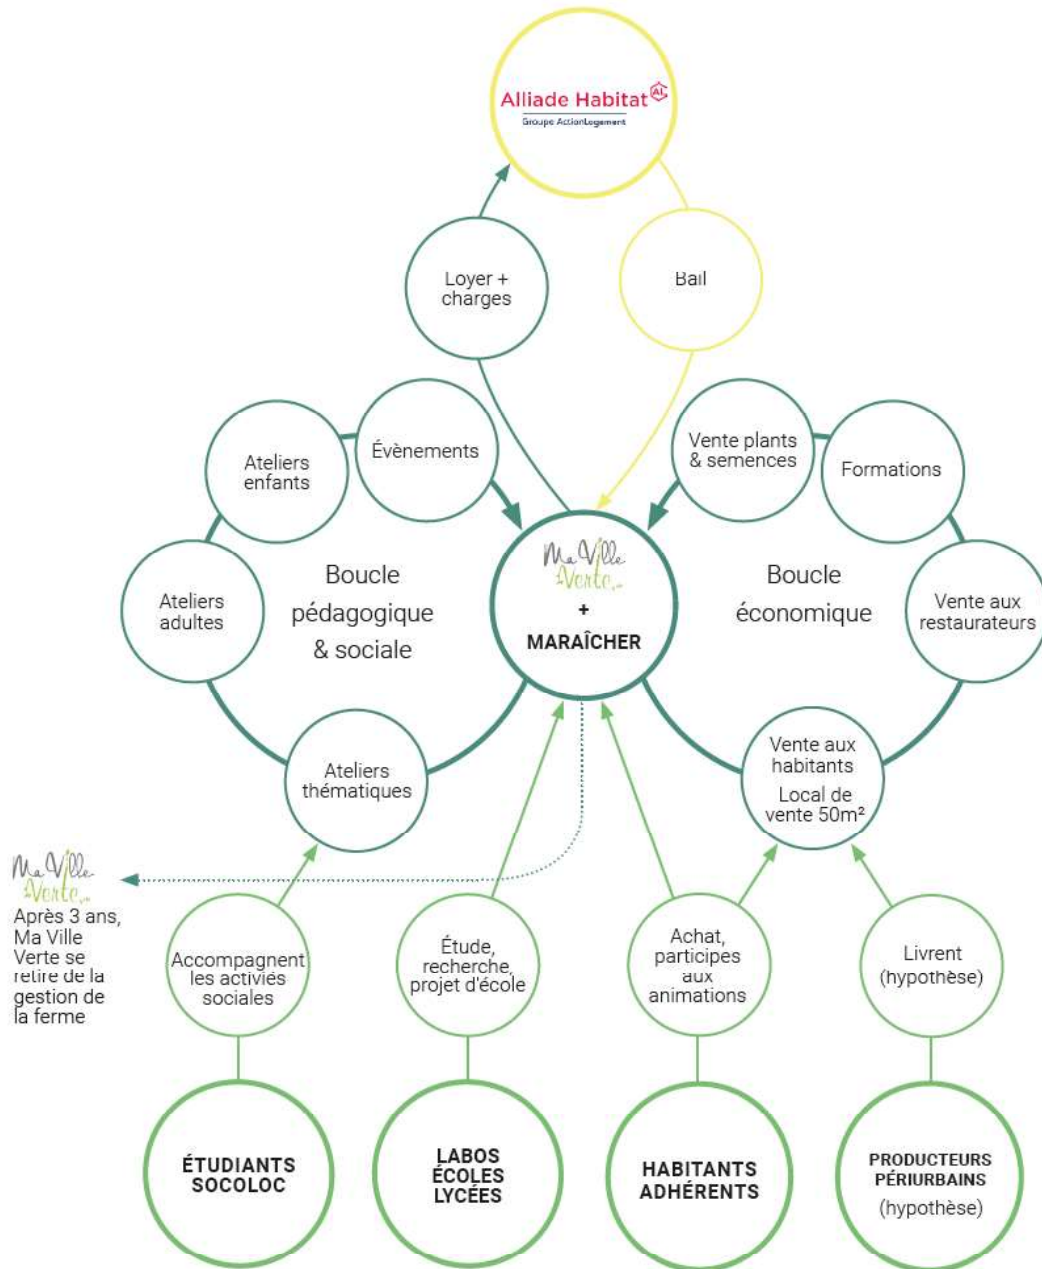 Alliade Habitat
AL
Groupe ActionLogement
Loyer +
charges
Bail
Évènements
Ateliers
enfants
Ateliers
adultes
Boucle
pédagogique
& sociale
Ateliers
thématiques
Ma Ville
Verte
+
MARAÎCHER
Vente plants
& semences
Formations
Boucle
économique
Vente aux
restaurateurs
Vente aux
habitants
Local de
vente 50m²
Ma Ville
Verte
Après 3 ans,
Ma Ville
Verte se
retire de la
gestion de
la ferme
Accompagnent
les activiés
sociales
Étude,
recherche,
projet d'école
Achat,
participes
aux
animations
Livrent
(hypothèse)
ÉTUDIANTS
SOCOLOC
LABOS
ÉCOLES
LYCÉES
HABITANTS
ADHÉRENTS
PRODUCTEURS
PÉRIURBAINS
(hypothèse)